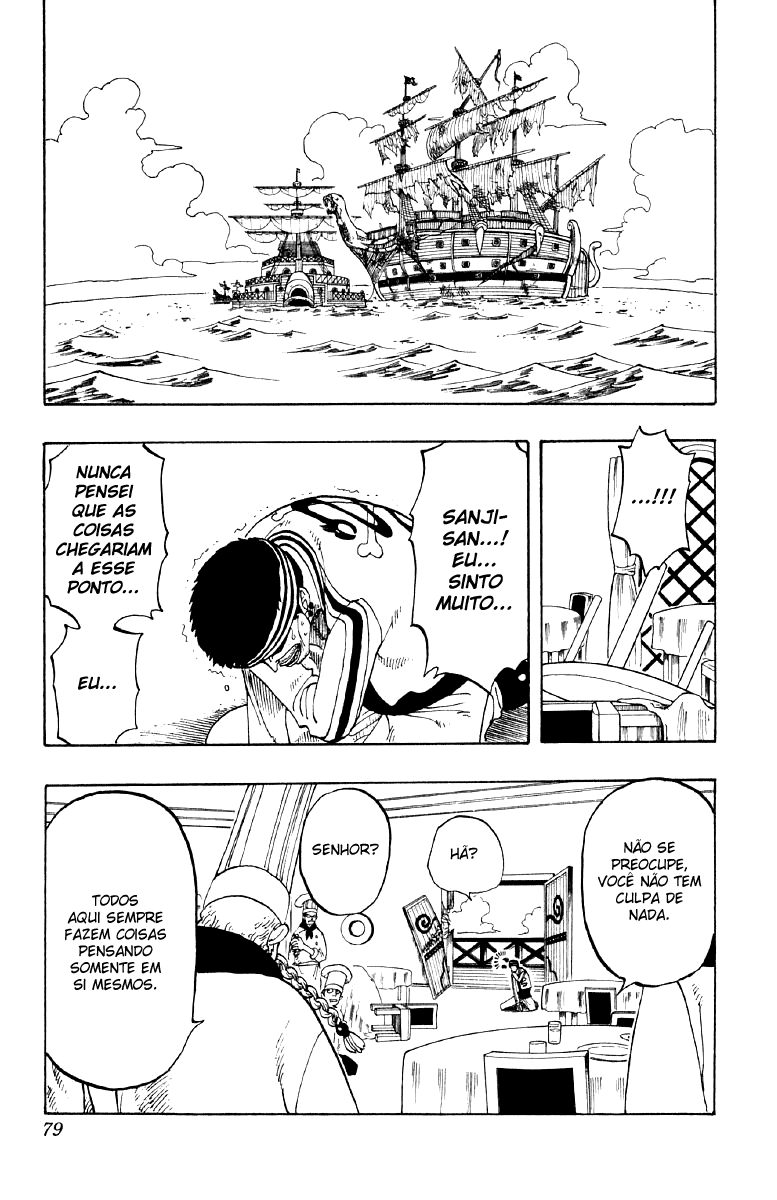 ...!!!
SANJI-
SAN...!
EU...
SINTO
MUITO...
NUNCA
PENSEI
QUE AS
COISAS
CHEGARIAM
A ESSE
PONTO...
EU...
NÃO SE
PREOCUPE,
VOCÊ NÃO TEM
CULPA DE
NADA.
HÃ?
SENHOR?
TODOS
AQUI SEMPRE
FAZEM COISAS
PENSANDO
SOMENTE EM
SI MESMOS.
79